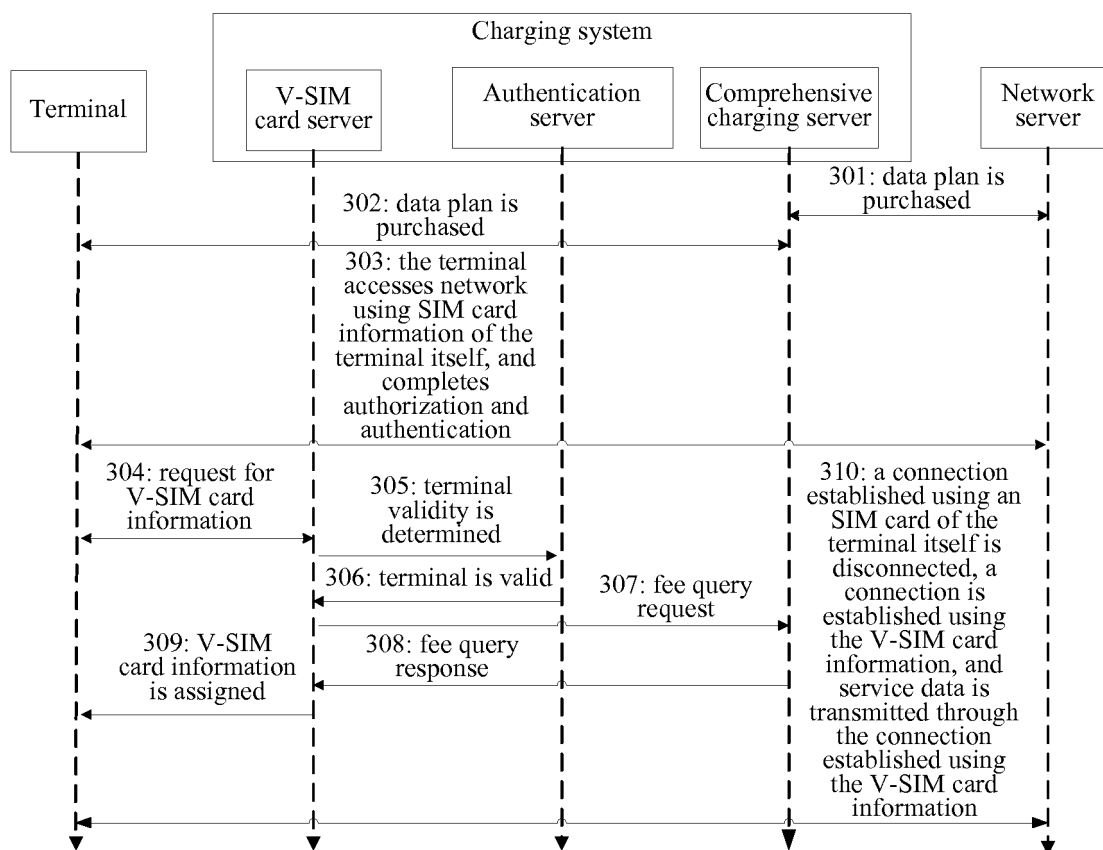 Charging system
Terminal
V-SIM
card server
Authentication
server
Comprehensive
charging server
Network
server
301: data plan is
purchased
302: data plan is
purchased
303: the terminal
accesses network
using SIM card
information of the
terminal itself, and
completes
authorization and
authentication
304: request for
V-SIM card
information
305: terminal
validity is
determined
306: terminal is valid
307: fee query
request
308: fee query
response
309: V-SIM
card information
is assigned
310: a connection
established using an
SIM card of the
terminal itself is
disconnected, a
connection is
established using
the V-SIM card
information, and
service data is
transmitted through
the connection
established using
the V-SIM card
information